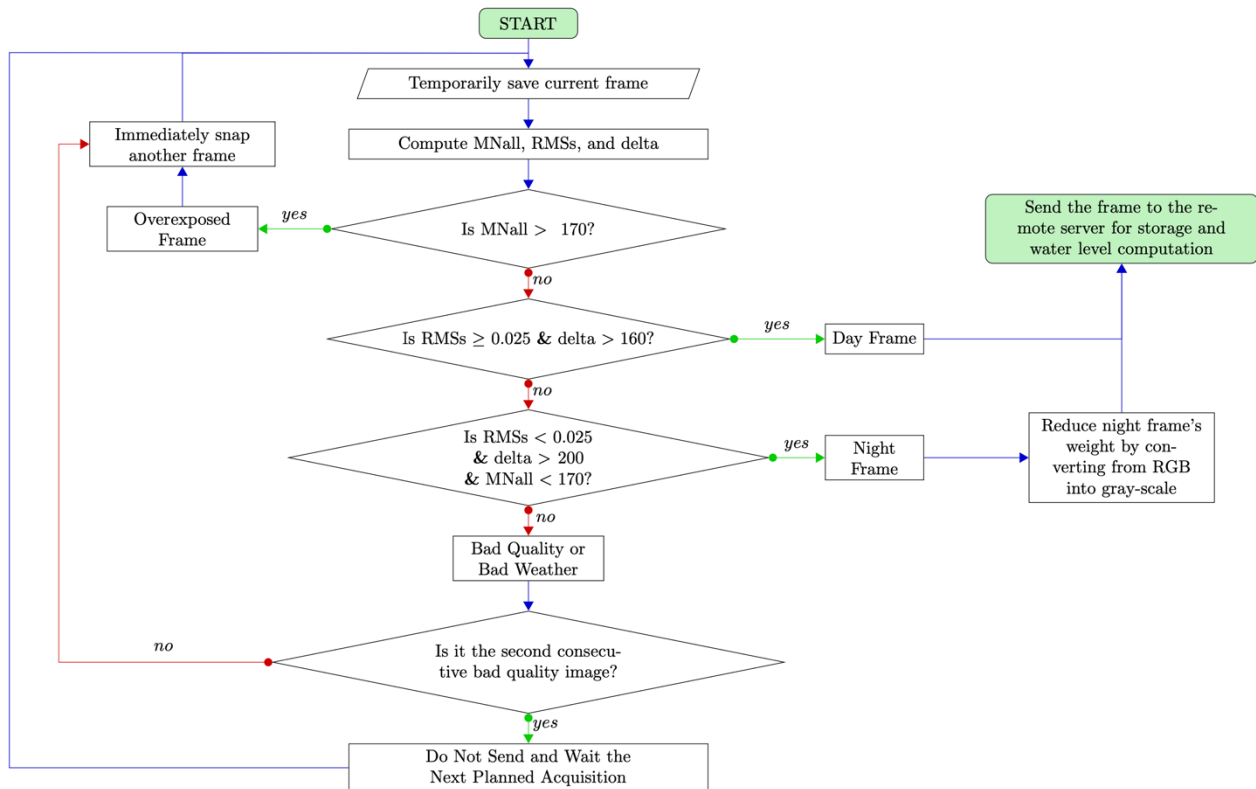 START
Temporarily save current frame
Immediately snap
another frame
Compute MNall, RMSs, and delta
Overexposed
Frame
yes
Is MNall > 170?
Send the frame to the re-
mote server for storage and
water level computation
no
Is RMSs ≥ 0.025 & delta > 160?
yes
Day Frame
no
Is RMSs < 0.025
& delta > 200
& MNall < 170?
yes
Night
Frame
Reduce night frame's
weight by con-
verting from RGB
into gray-scale
no
Bad Quality or
Bad Weather
no
Is it the second consecu-
tive bad quality image?
yes
Do Not Send and Wait the
Next Planned Acquisition